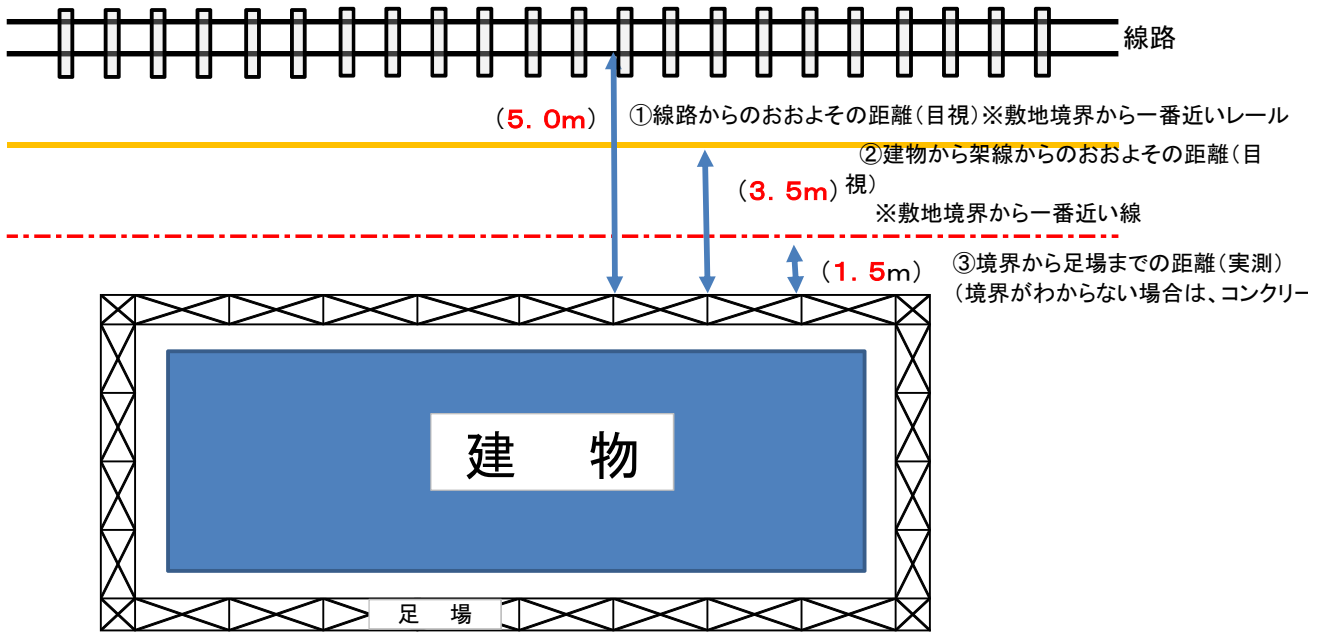 線路
(5.0m)
①線路からのおおよその距離(目視)※敷地境界から一番近いレール
②建物から架線からのおおよその距離(目
視)
(3.5m)
※敷地境界から一番近い線
(1.5m)
③境界から足場までの距離(実測)
(境界がわからない場合は、コンクリー
建 物
足 場